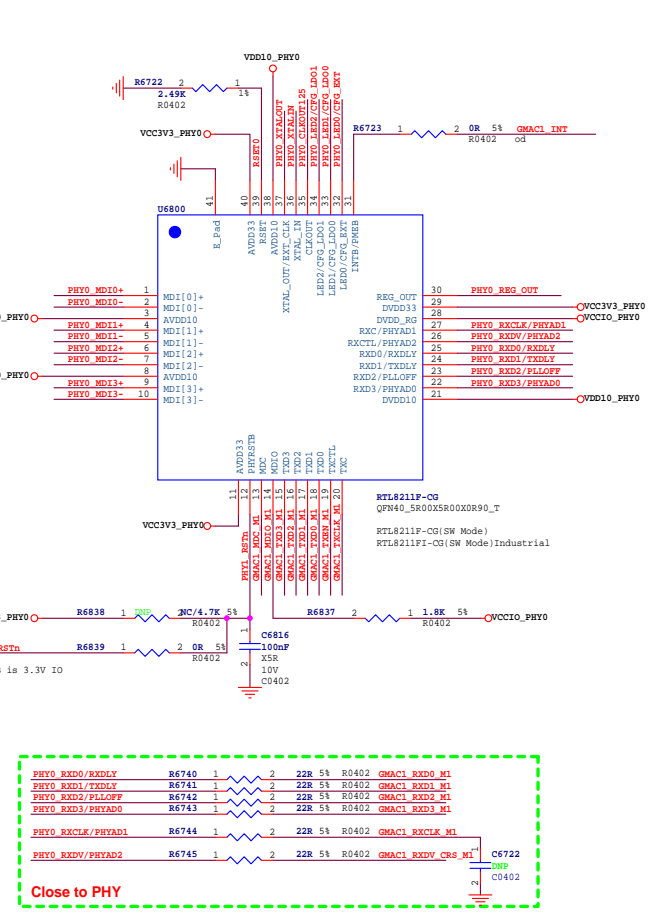 VDD10_PHY0
R6722 2 1
2.49K 1%
R0402
VCC3V3_PHY0
RSET0
PHY0_XTALOUT
PHY0_XTALIN
PHY0_CLKOUT125
PHY0_LED2/CFG_LDO1
PHY0_LED1/CFG_LDO0
PHY0_LED0/CFG_EXT
R6723 1 2 0R 5% GMAC1_INT
R0402 od
41 40 39 38 37 36 35 34 33 32 31
U6800
E_Pad
AVDD33
RSET
AVDD10
XTAL_OUT/EXT_CLK
XTAL_IN
CLKOUT
LED2/CFG_LDO1
LED1/CFG_LDO0
LED0/CFG_EXT
INTB/PMEB
PHY0_MDI0+ 1 MDI[0]+
PHY0_MDI0- 2 MDI[0]-
_PHY0 3 AVDD10
PHY0_MDI1+ 4 MDI[1]+
PHY0_MDI1- 5 MDI[1]-
PHY0_MDI2+ 6 MDI[2]+
PHY0_MDI2- 7 MDI[2]-
_PHY0 8 AVDD10
PHY0_MDI3+ 9 MDI[3]+
PHY0_MDI3- 10 MDI[3]-
REG_OUT 30 PHY0_REG_OUT
DVDD33 29 VCC3V3_PHY0
DVDD_RG 28 VCCIO_PHY0
RXC/PHYAD1 27 PHY0_RXCLK/PHYAD1
RXCTL/PHYAD2 26 PHY0_RXDV/PHYAD2
RXD0/RXDLY 25 PHY0_RXD0/RXDLY
RXD1/TXDLY 24 PHY0_RXD1/TXDLY
RXD2/PLLOFF 23 PHY0_RXD2/PLLOFF
RXD3/PHYAD0 22 PHY0_RXD3/PHYAD0
DVDD10 21 VDD10_PHY0
AVDD33
PHYRSTB
MDC
MDIO
TXD3
TXD2
TXD1
TXD0
TXCTL
TXC
11 12 13 14 15 16 17 18 19 20
RTL8211F-CG
QFN40_5R00X5R00X0R90_T
RTL8211F-CG(SW Mode)
RTL8211FI-CG(SW Mode)Industrial
VCC3V3_PHY0
PHY1_RSTn
GMAC1_MDC_M1
GMAC1_MDIO_M1
GMAC1_TXD3_M1
GMAC1_TXD2_M1
GMAC1_TXD1_M1
GMAC1_TXD0_M1
GMAC1_TXEN_M1
GMAC1_TXCLK_M1
_PHY0 R6838 1 DNP 2 NC/4.7K 5%
R0402
R6837 2 1 1.8K 5% VCCIO_PHY0
R0402
RSTn R6839 1 2 0R 5%
R0402
is 3.3V IO
1 C6816
100nF
X5R
2 10V
C0402
PHY0_RXD0/RXDLY R6740 1 2 22R 5% R0402 GMAC1_RXD0_M1
PHY0_RXD1/TXDLY R6741 1 2 22R 5% R0402 GMAC1_RXD1_M1
PHY0_RXD2/PLLOFF R6742 1 2 22R 5% R0402 GMAC1_RXD2_M1
PHY0_RXD3/PHYAD0 R6743 1 2 22R 5% R0402 GMAC1_RXD3_M1
PHY0_RXCLK/PHYAD1 R6744 1 2 22R 5% R0402 GMAC1_RXCLK_M1
PHY0_RXDV/PHYAD2 R6745 1 2 22R 5% R0402 GMAC1_RXDV_CRS_M1
1 C6722
DNP
2 C0402
Close to PHY